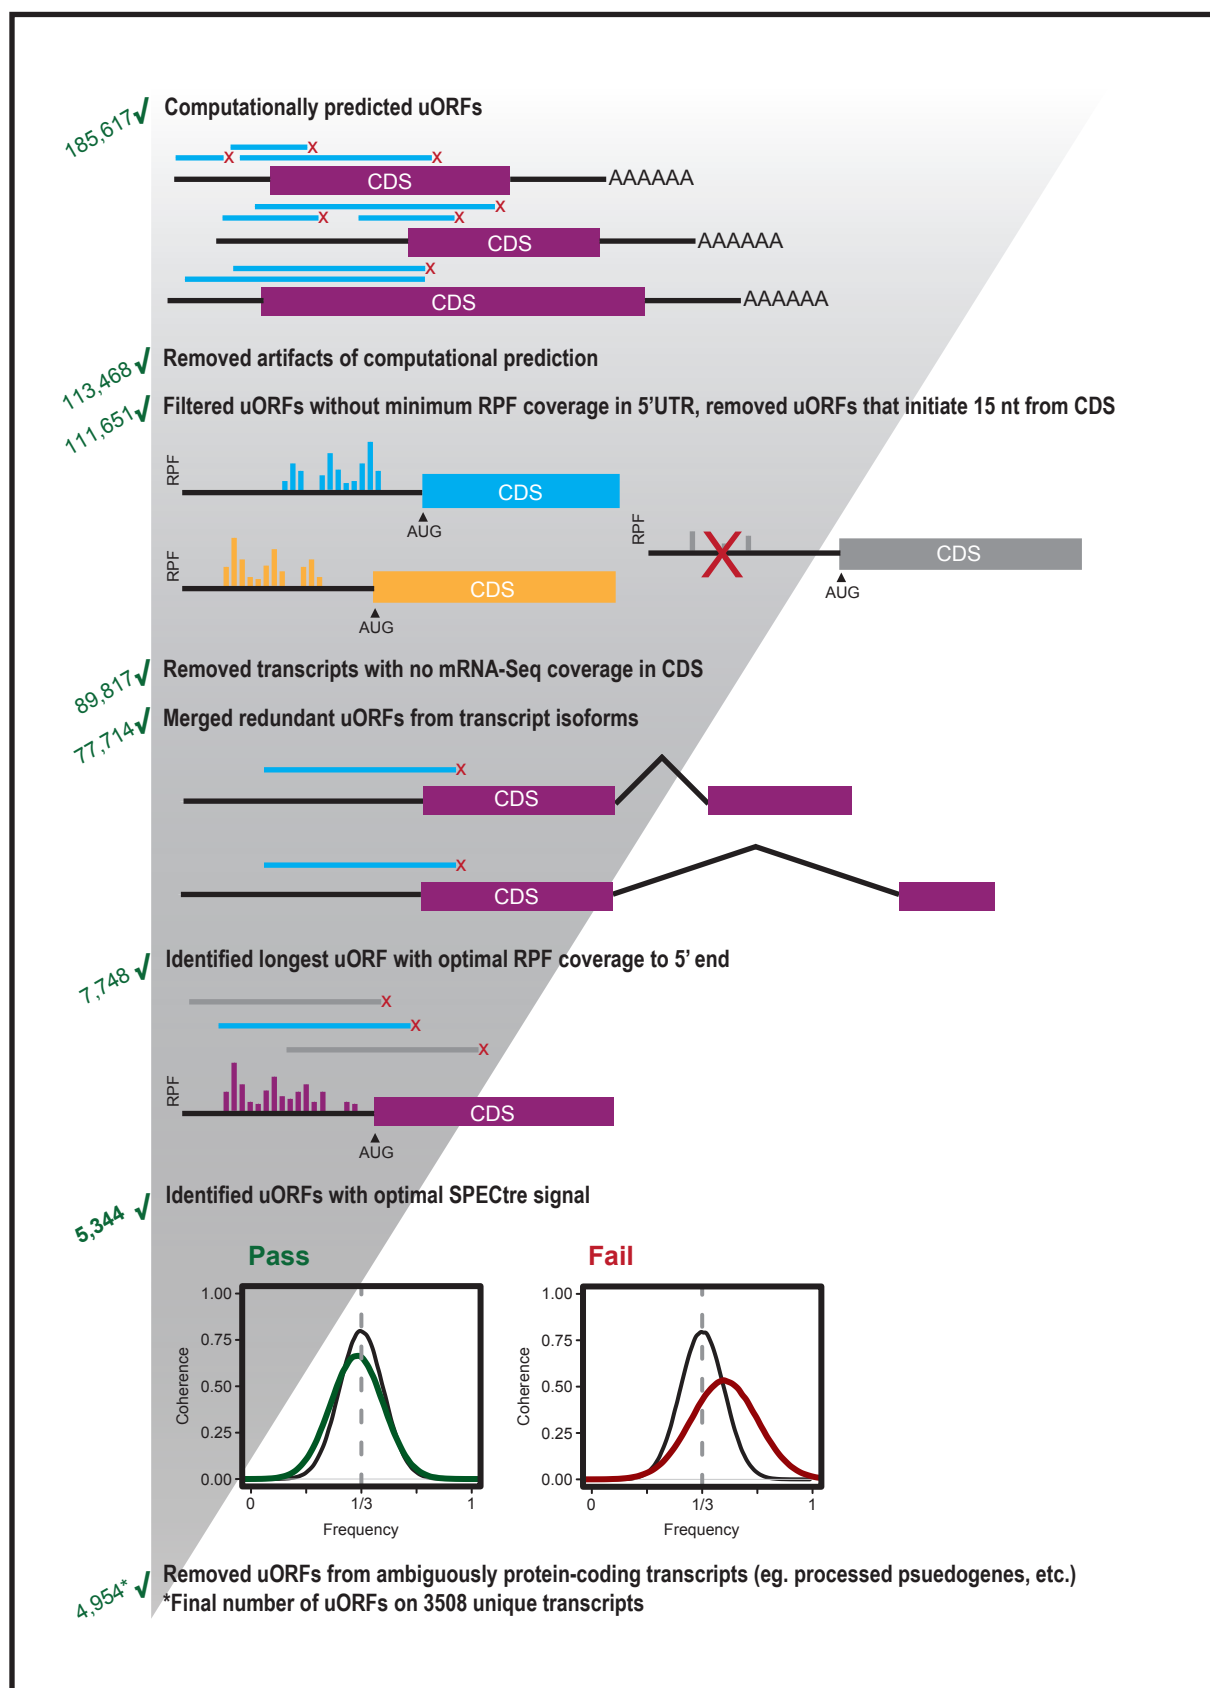 185,617 √ Computationally predicted uORFs
X
X X
CDS AAAAAA
X
X X
CDS AAAAAA
X
CDS AAAAAA
113,468 √ Removed artifacts of computational prediction
111,651 √ Filtered uORFs without minimum RPF coverage in 5'UTR, removed uORFs that initiate 15 nt from CDS
RPF CDS
AUG
RPF X CDS
AUG
RPF CDS
AUG
89,817 √ Removed transcripts with no mRNA-Seq coverage in CDS
77,714 √ Merged redundant uORFs from transcript isoforms
X
CDS
X
CDS
7,748 √ Identified longest uORF with optimal RPF coverage to 5' end
X
X
X
RPF CDS
AUG
5,344 √ Identified uORFs with optimal SPECtre signal
Pass
1.00
0.75
0.50
0.25
0.00
Coherence
0 1/3 1
Frequency
Fail
1.00
0.75
0.50
0.25
0.00
Coherence
0 1/3 1
Frequency
4,954* √ Removed uORFs from ambiguously protein-coding transcripts (eg. processed psuedogenes, etc.)
*Final number of uORFs on 3508 unique transcripts